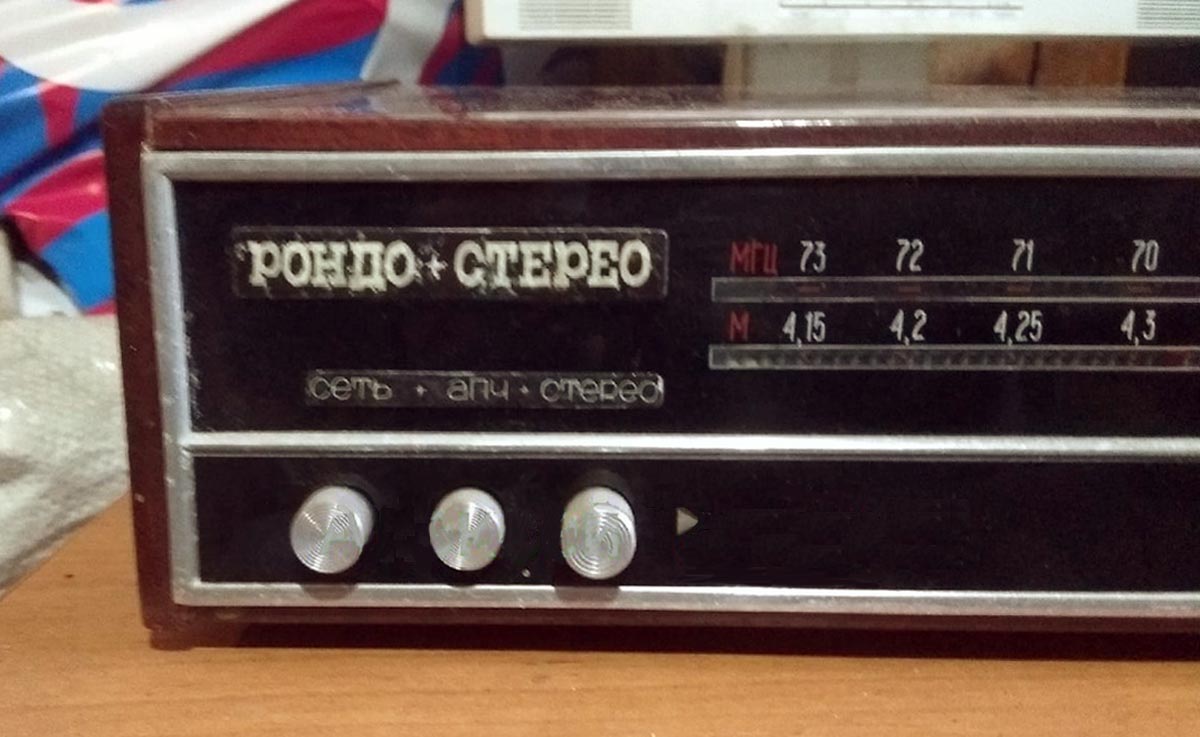 РОНДО + СТЕРЕО
МГЦ 73 72 71 70
М 4,15 4,2 4,25 4,3
сеть + апч + стерео